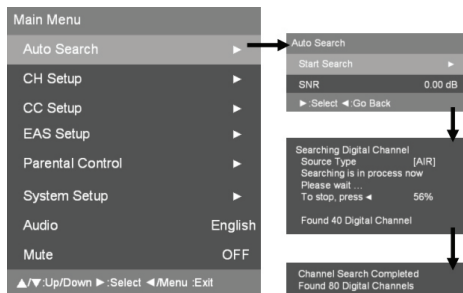 Main Menu
Auto Search ►
CH Setup ►
CC Setup ►
EAS Setup ►
Parental Control ►
System Setup ►
Audio English
Mute OFF
▲/▼:Up/Down ► :Select ◄/Menu :Exit
Auto Search
Start Search ►
SNR 0.00 dB
► :Select ◄ :Go Back
Searching Digital Channel
Source Type [AIR]
Searching is in process now
Please wait ...
To stop, press ◄ 56%
Found 40 Digital Channel
Channel Search Completed
Found 80 Digital Channels